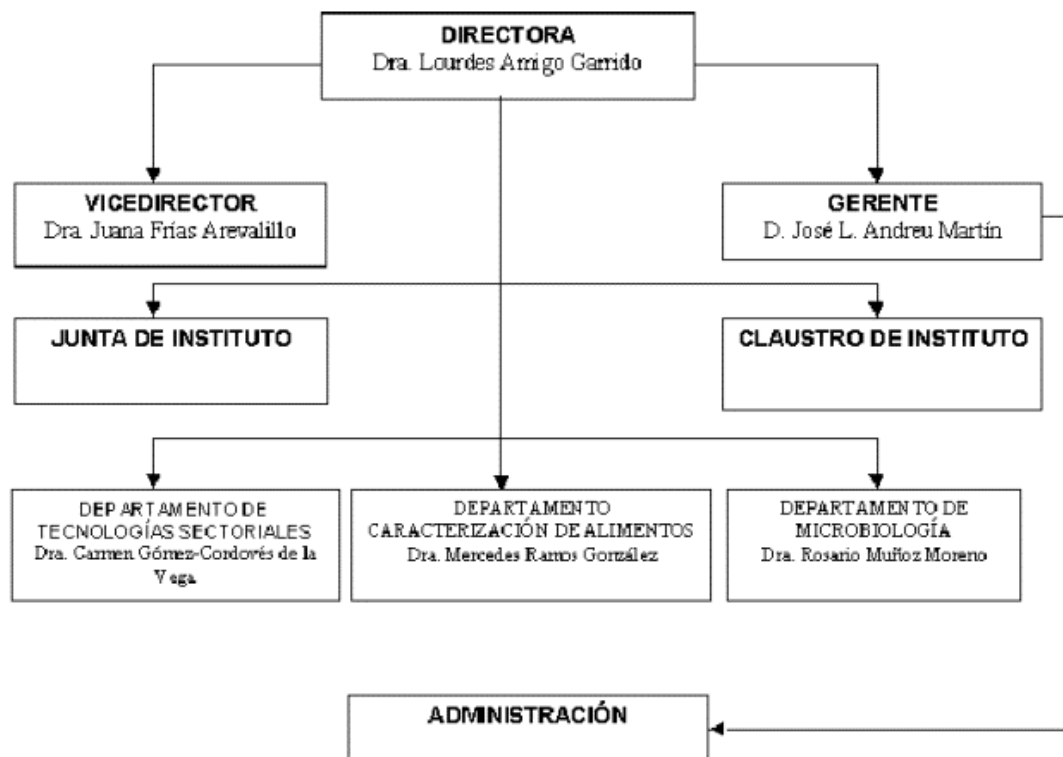 DIRECTORA
Dra. Lourdes Amigo Garrido
VICEDIRECTOR
Dra. Juana Frías Arevalillo
GERENTE
D. José L. Andreu Martín
JUNTA DE INSTITUTO
CLAUSTRO DE INSTITUTO
DEPARTAMENTO DE
TECNOLOGÍAS SECTORIALES
Dra. Carmen Gómez-Cordovés de la
Vega
DEPARTAMENTO
CARACTERIZACIÓN DE ALIMENTOS
Dra. Mercedes Ramos González
DEPARTAMENTO DE
MICROBIOLOGÍA
Dra. Rosario Muñoz Moreno
ADMINISTRACIÓN